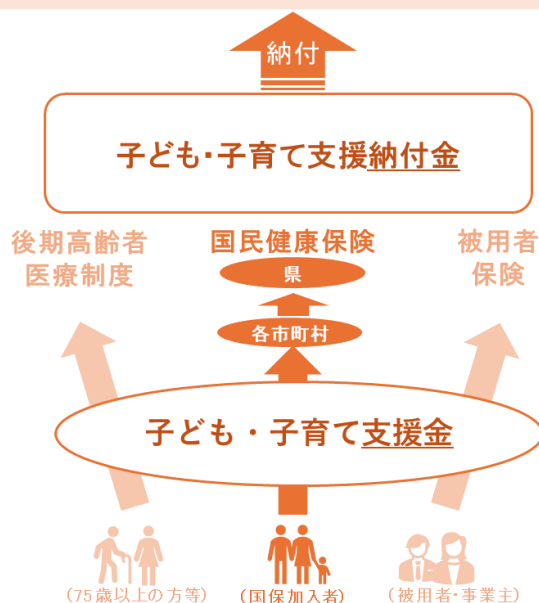 納付
子ども・子育て支援納付金
後期高齢者
医療制度
国民健康保険
被用者
保険
県
各市町村
子ども・子育て支援金
(75歳以上の方等)
(国保加入者)
(被用者・事業主)